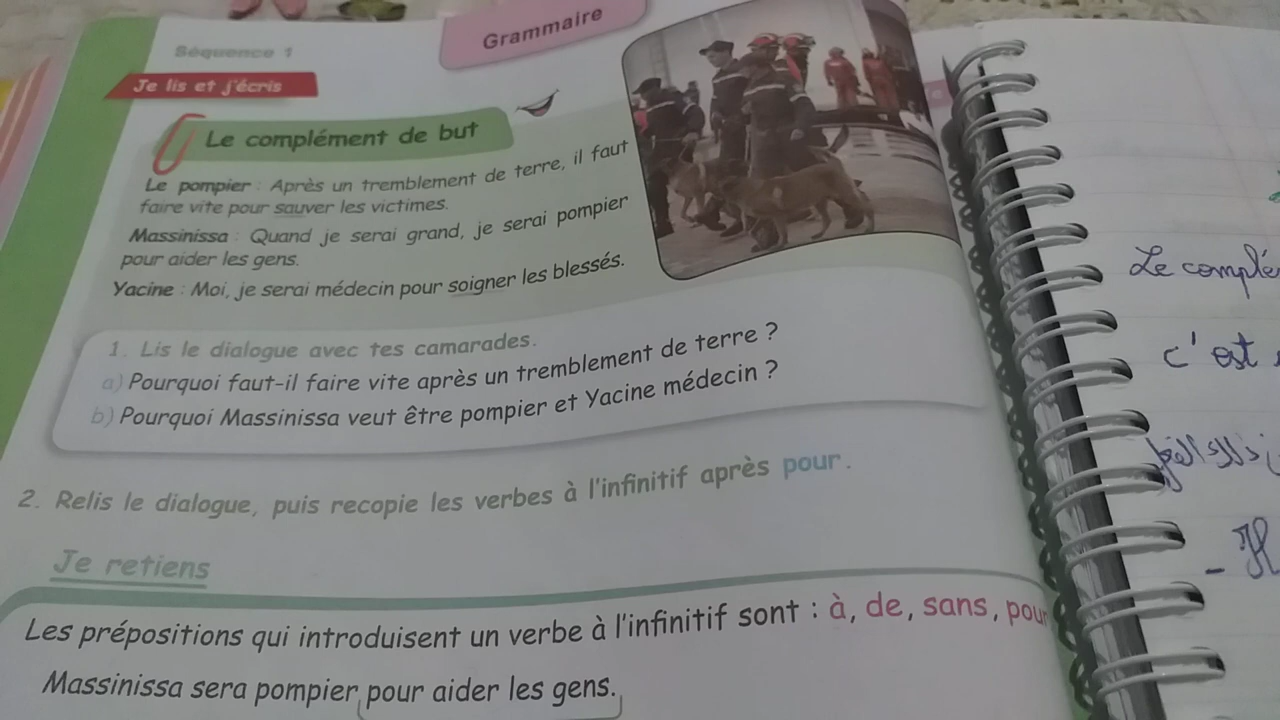 Séquence 1
Grammaire
Je lis et j'écris
Le complément de but
Le pompier : Après un tremblement de terre, il faut
faire vite pour sauver les victimes.
Massinissa : Quand je serai grand, je serai pompier
pour aider les gens.
Yacine : Moi, je serai médecin pour soigner les blessés.
1. Lis le dialogue avec tes camarades.
a) Pourquoi faut-il faire vite après un tremblement de terre ?
b) Pourquoi Massinissa veut être pompier et Yacine médecin ?
2. Relis le dialogue, puis recopie les verbes à l'infinitif après pour.
Je retiens
Les prépositions qui introduisent un verbe à l'infinitif sont : à, de, sans, pour
Massinissa sera pompier pour aider les gens.
Le complé
c'est